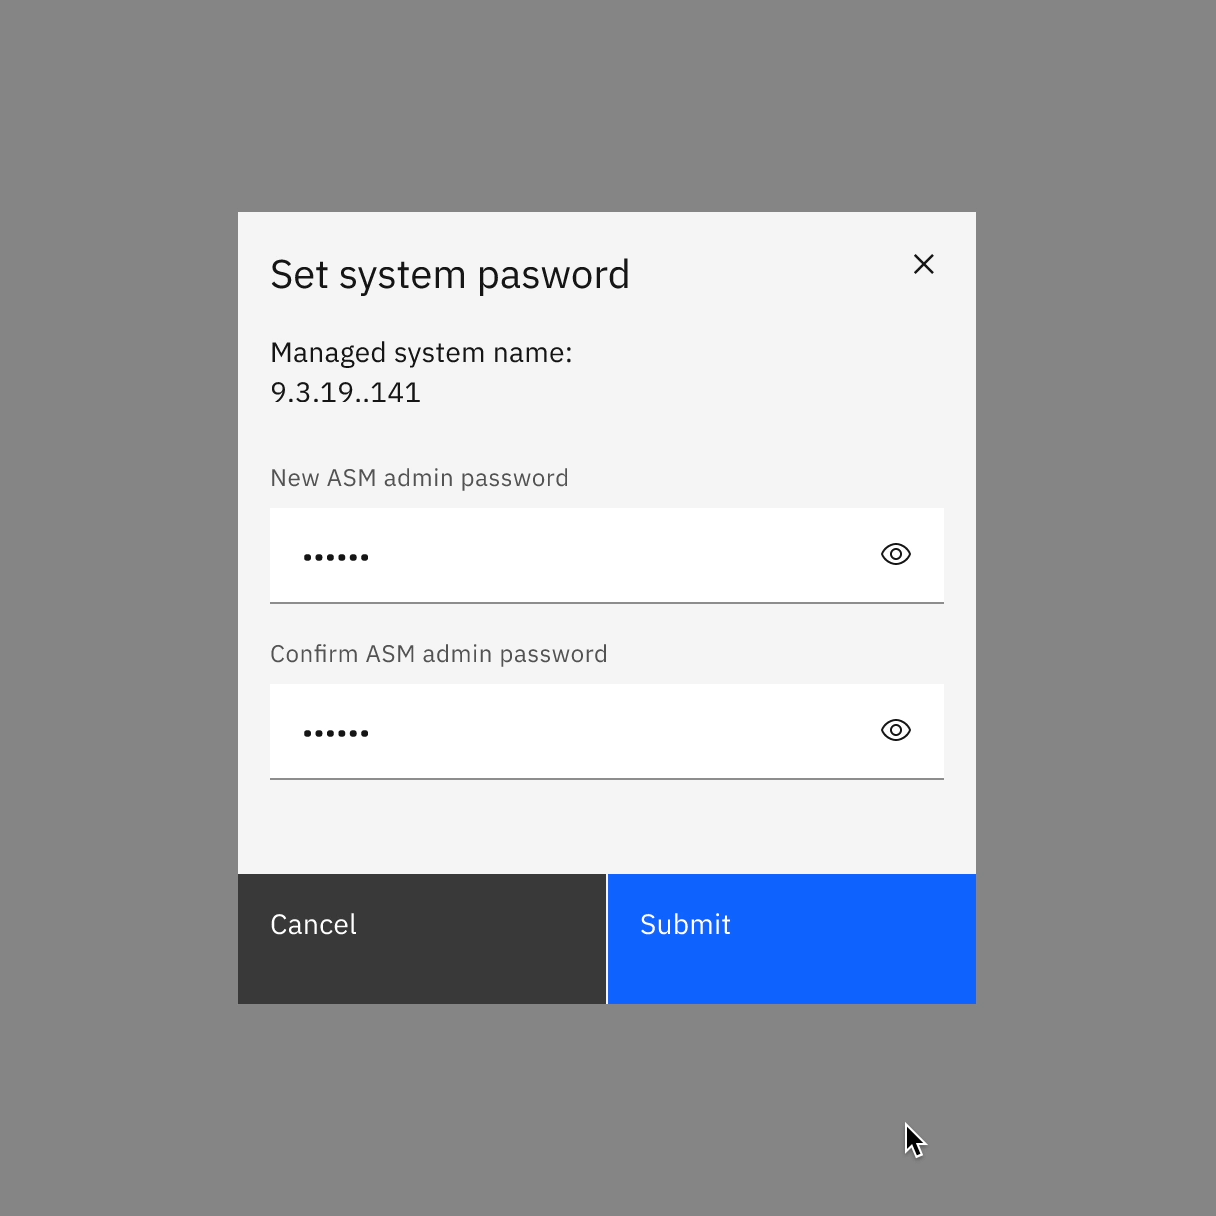 Set system pasword
Managed system name:
9.3.19..141
New ASM admin password
••••••
Confirm ASM admin password
••••••
Cancel
Submit